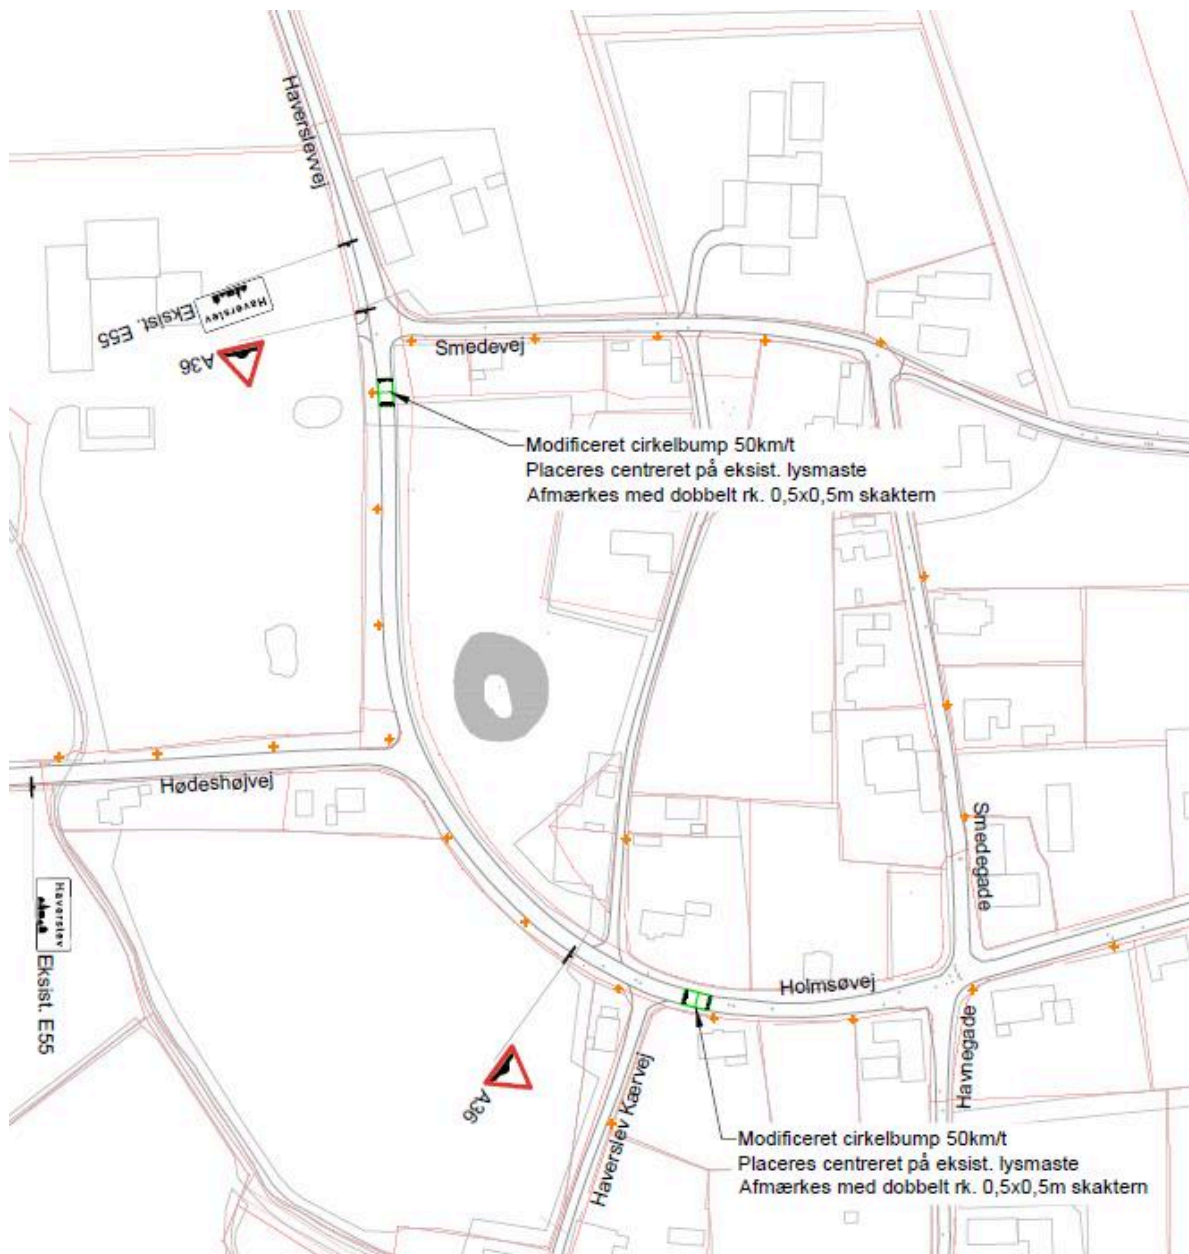 Haverslevvej
Haverslev
Eksist. E55
A36
Smedevej
Modificeret cirkelbump 50km/t
Placeres centreret på eksist. lysmaste
Afmærkes med dobbelt rk. 0,5x0,5m skaktern
Hødeshøjvej
Smedegade
Haverslev
Eksist. E55
Holmsøvej
A36
Havnegade
Haverslev Kærvej
Modificeret cirkelbump 50km/t
Placeres centreret på eksist. lysmaste
Afmærkes med dobbelt rk. 0,5x0,5m skaktern